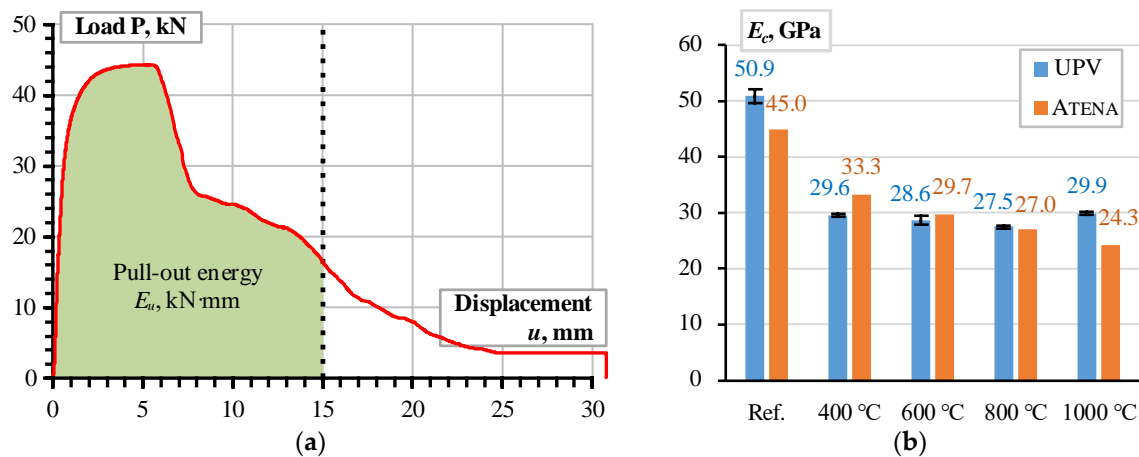 Load P, kN
50
40
30
20
10
0
Pull-out energy
Eu, kN·mm
Displacement
u, mm
0 5 10 15 20 25 30
(a)
Ec, GPa
60
50
40
30
20
10
0
UPV
ATENA
50.9
45.0
29.6
33.3
28.6
29.7
27.5
27.0
29.9
24.3
Ref. 400 °C 600 °C 800 °C 1000 °C
(b)